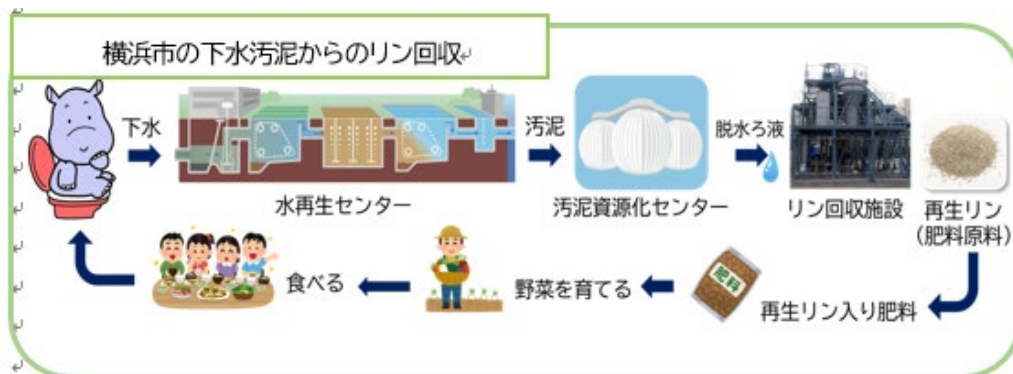 横浜市の下水汚泥からのリン回収
下水
汚泥
脱水ろ液
水再生センター
汚泥資源化センター
リン回収施設
再生リン
(肥料原料)
食べる
野菜を育てる
肥料
再生リン入り肥料